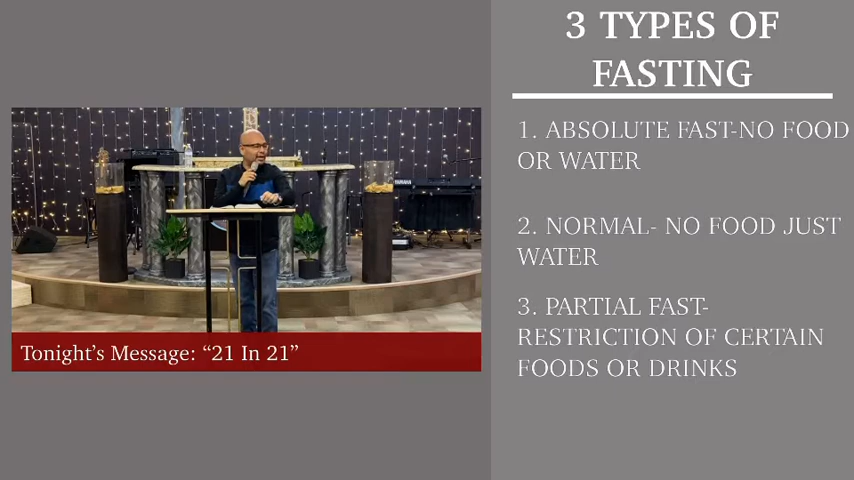 3 TYPES OF
FASTING
1. ABSOLUTE FAST-NO FOOD
OR WATER
2. NORMAL- NO FOOD JUST
WATER
3. PARTIAL FAST-
RESTRICTION OF CERTAIN
FOODS OR DRINKS
YAMAHA
Tonight's Message: “21 In 21”